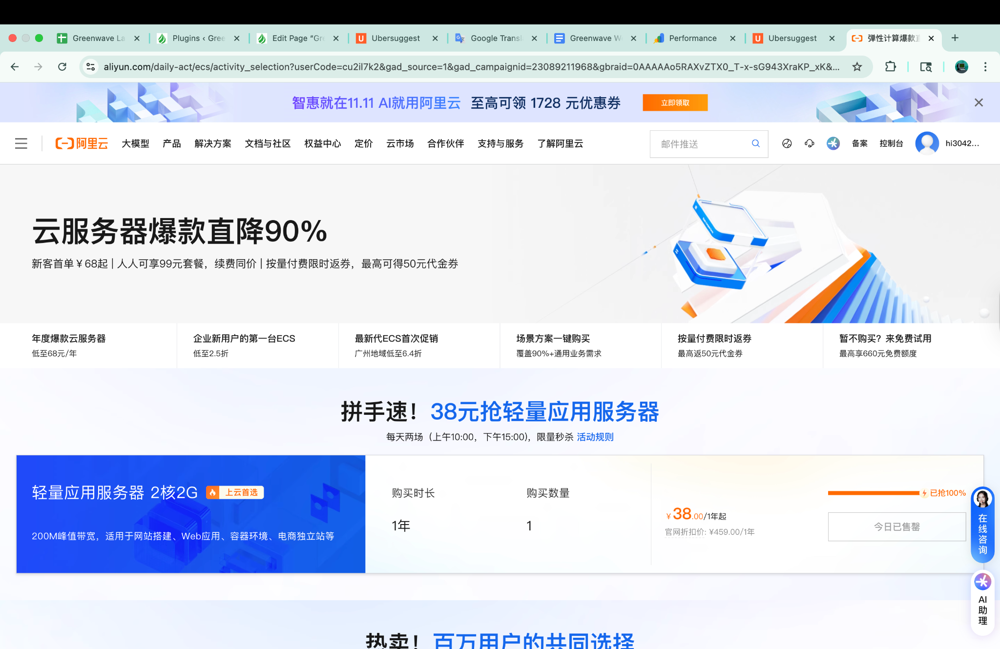 Greenwave La
Plugins ‹ Gree
Edit Page “Gre
Ubersuggest
Google Transl
Greenwave We
Performance
Ubersuggest
弹性计算爆款直
aliyun.com/daily-act/ecs/activity_selection?userCode=cu2il7k2&gad_source=1&gad_campaignid=23089211968&gbraid=0AAAAAo5RAXvZTX0_T-x-sG943XraKP_xK&...
智惠就在11.11 AI就用阿里云 至高可领 1728 元优惠券 立即领取
阿里云 大模型 产品 解决方案 文档与社区 权益中心 定价 云市场 合作伙伴 支持与服务 了解阿里云 邮件推送 备案 控制台 hi3042...
云服务器爆款直降90%
新客首单￥68起 | 人人可享99元套餐，续费同价 | 按量付费限时返券，最高可得50元代金券
年度爆款云服务器
低至68元/年
企业新用户的第一台ECS
低至2.5折
最新代ECS首次促销
广州地域低至6.4折
场景方案一键购买
覆盖90%+通用业务需求
按量付费限时返券
最高返50元代金券
暂不购买？来免费试用
最高享660元免费额度
拼手速！38元抢轻量应用服务器
每天两场（上午10:00，下午15:00)，限量秒杀 活动规则
轻量应用服务器 2核2G 上云首选
200M峰值带宽，适用于网站搭建、Web应用、容器环境、电商独立站等
购买时长
1年
购买数量
1
￥38.00/1年起
官网折扣价: ¥459.00/1年
已抢100%
今日已售罄
在线咨询
AI助理
热卖！百万用户的共同选择